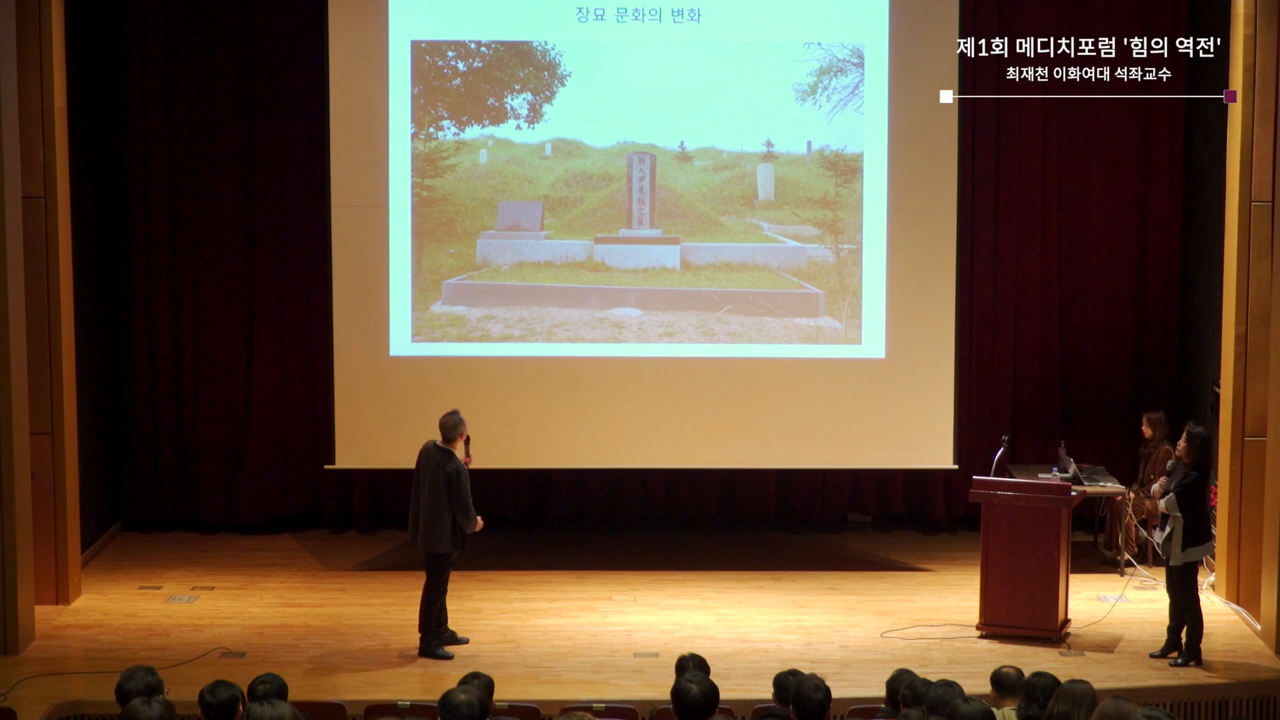 장묘 문화의 변화
제1회 메디치포럼 '힘의 역전'
최재천 이화여대 석좌교수